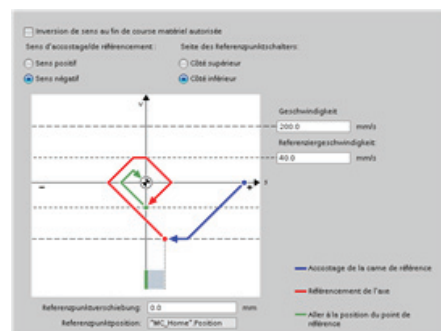 Inversion de sens au fin de course matériel autorisée
Sens d'accostage/de référencement :
Seite des Referenzpunktschalters:
Sens positif
Côté supérieur
Sens négatif
Côté inférieur
v
Geschwindigkeit
200.0 mm/s
Referenziergeschwindigkeit
40.0 mm/s
Accostage de la came de référence
Référencement de l'axe
Aller à la position du point de référence
Referenzpunktverschiebung: 0.0 mm
Referenzpunktposition: "MC_Home".Position